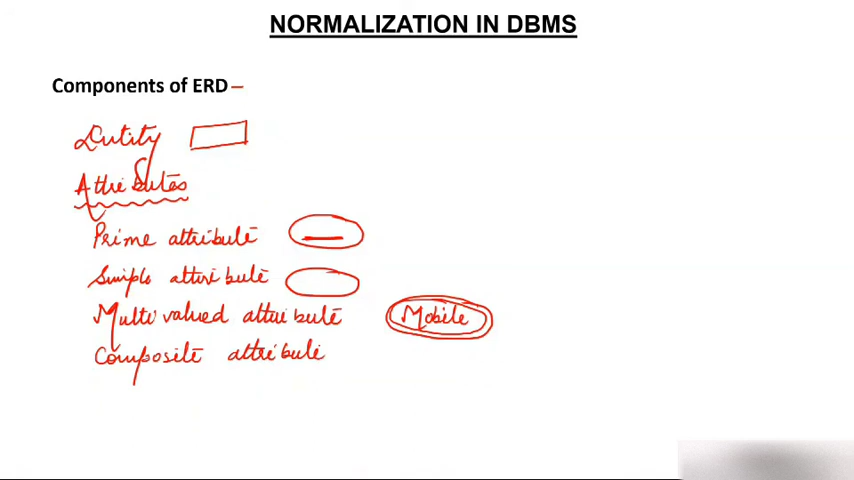 NORMALIZATION IN DBMS
Components of ERD -
Entity
Attributes
Prime attribute
Simple attribute
Multi valued attribute Mobile
Composite attribute